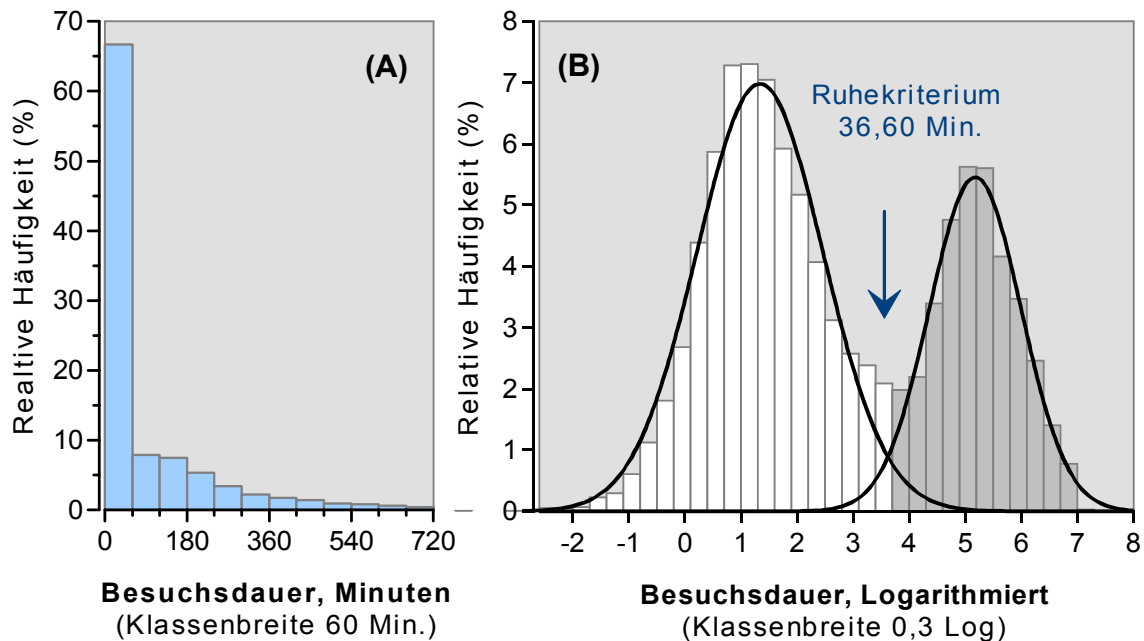 Realtive Häufigkeit (%)
70
60
50
40
30
20
10
0
(A)
0 180 360 540 720
Besuchsdauer, Minuten
(Klassenbreite 60 Min.)
Relative Häufigkeit (%)
8
7
6
5
4
3
2
1
0
(B)
Ruhekriterium
36,60 Min.
-2 -1 0 1 2 3 4 5 6 7 8
Besuchsdauer, Logarithmiert
(Klassenbreite 0,3 Log)